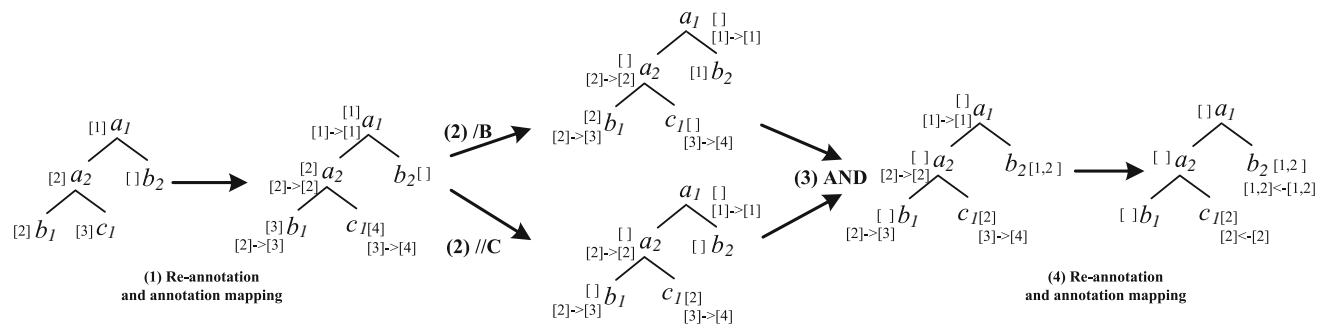 [1] a1
[2] a2
[ ] b2
[2] b1
[3] c1
(1) Re-annotation
and annotation mapping
[1]
[1]->[1] a1
[2]
[2]->[2] a2
b2 [ ]
[3] b1
[2]->[3]
c1 [4]
[3]->[4]
(2) /B
(2) //C
a1 [ ]
[1]->[1]
[ ]
[2]->[2] a2
[1] b2
[2] b1
[2]->[3]
c1 [ ]
[3]->[4]
a1 [ ]
[1]->[1]
[ ]
[2]->[2] a2
[ ] b2
[ ] b1
[2]->[3]
c1 [2]
[3]->[4]
(3) AND
[ ]
[1]->[1] a1
[ ]
[2]->[2] a2
b2 [1,2 ]
[ ] b1
[2]->[3]
c1 [2]
[3]->[4]
[ ] a1
[ ] a2
b2 [1,2 ]
[1,2]<-[1,2]
[ ] b1
c1 [2]
[2]<-[2]
(4) Re-annotation
and annotation mapping